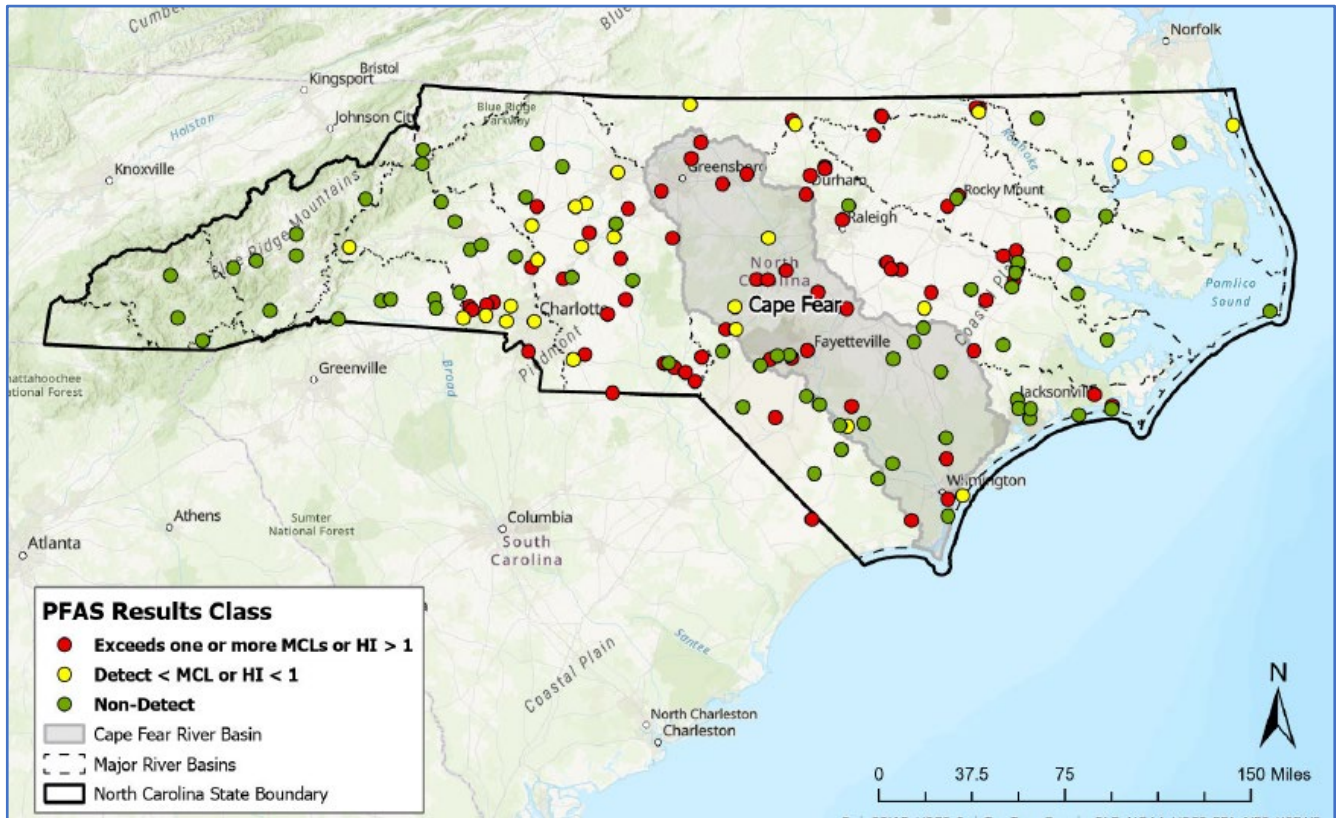 Cumbe
Blue
Norfolk
Bristol
Kingsport
Johnson City
Blue Ridge
Parkway
Holston
Roanoke
Knoxville
Greensboro
Durham
Rocky Mount
Raleigh
Blue Ridge Mountains
North
Carolina
Coastal Plain
Pamlico
Sound
Cape Fear
Charlotte
Fayetteville
Piedmont
Broad
Greenville
Chattahoochee
National Forest
Jacksonville
Wilmington
Athens
Sumter
National Forest
Columbia
South
Carolina
Atlanta
PFAS Results Class
Exceeds one or more MCLs or HI > 1
Detect < MCL or HI < 1
Non-Detect
Cape Fear River Basin
Major River Basins
North Carolina State Boundary
Santee
Coastal Plain
North Charleston
Charleston
N
0 37.5 75 150 Miles